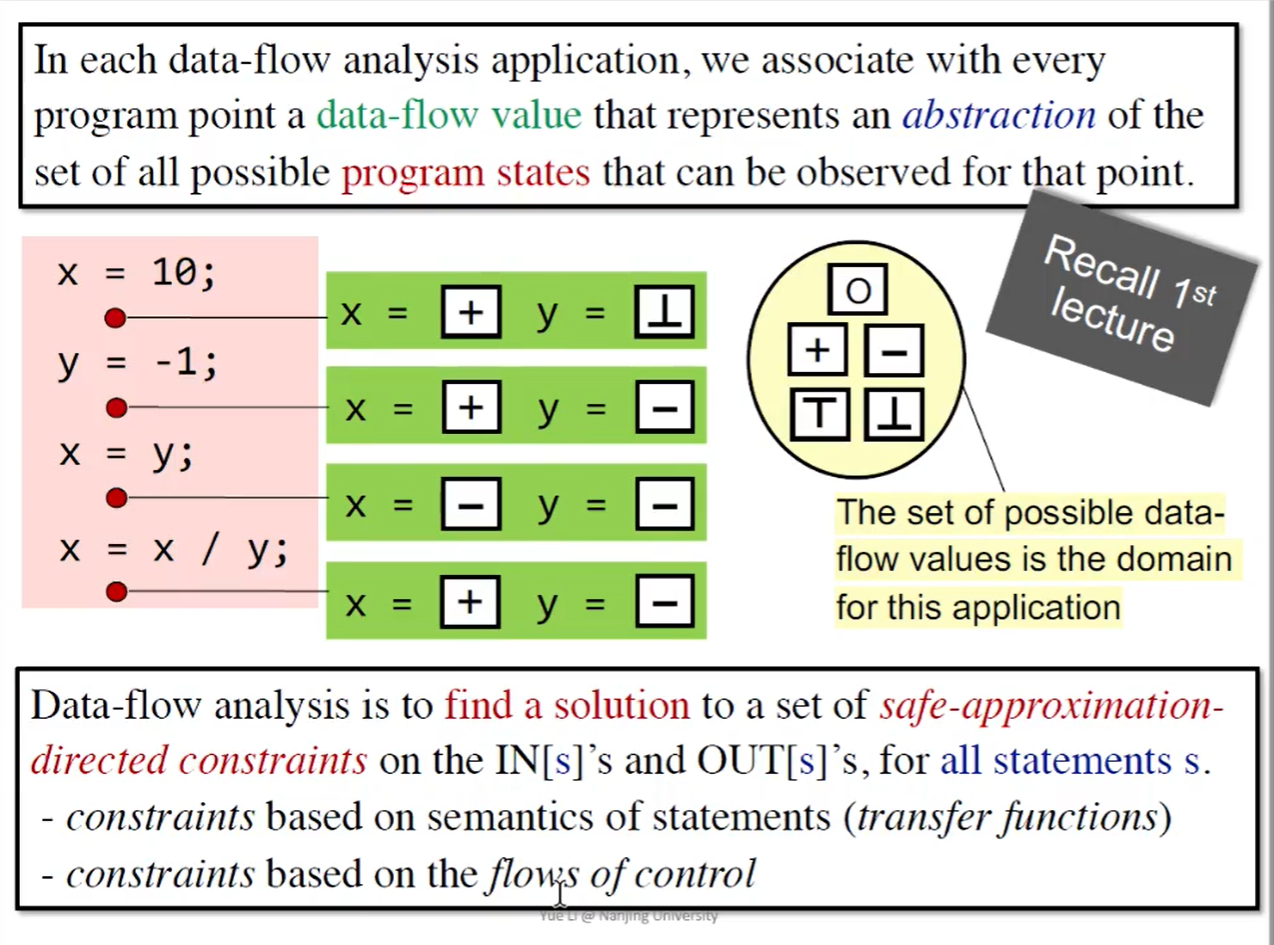 In each data-flow analysis application, we associate with every
program point a data-flow value that represents an abstraction of the
set of all possible program states that can be observed for that point.
Recall 1st
lecture
x = 10;
x = + y = ⊥
y = -1;
x = + y = −
x = y;
x = − y = −
x = x / y;
x = + y = −
O
+ −
⊤ ⊥
The set of possible data-
flow values is the domain
for this application
Data-flow analysis is to find a solution to a set of safe-approximation-
directed constraints on the IN[s]’s and OUT[s]’s, for all statements s.
- constraints based on semantics of statements (transfer functions)
- constraints based on the flows of control
Yue Li @ Nanjing University